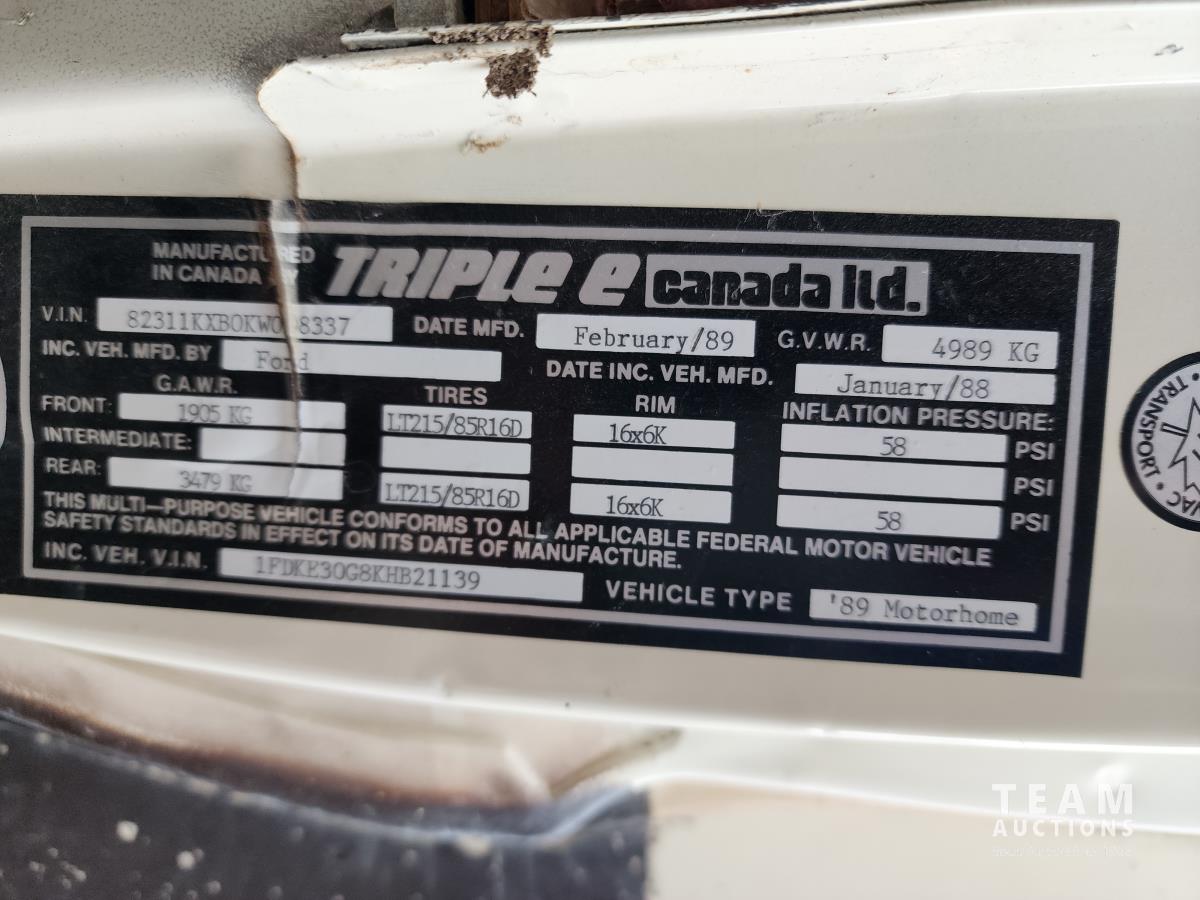 MANUFACTURED
IN CANADA BY TRIPLE E canada ltd.
V.I.N. DATE MFD. February/89 G.V.W.R. 4989 KG
INC. VEH. MFD. BY Ford DATE INC. VEH. MFD. January/88
G.A.W.R. TIRES RIM INFLATION PRESSURE:
FRONT: 1905 KG LT215/85R16D 16x6K 58 PSI
INTERMEDIATE: PSI
REAR: 3479 KG LT215/85R16D 16x6K 58 PSI
THIS MULTI-PURPOSE VEHICLE CONFORMS TO ALL APPLICABLE FEDERAL MOTOR VEHICLE
SAFETY STANDARDS IN EFFECT ON ITS DATE OF MANUFACTURE.
INC. VEH. V.I.N. 1FDKE30G8KHB21139 VEHICLE TYPE '89 Motorhome
TRANSPORT
TEAM
AUCTIONS